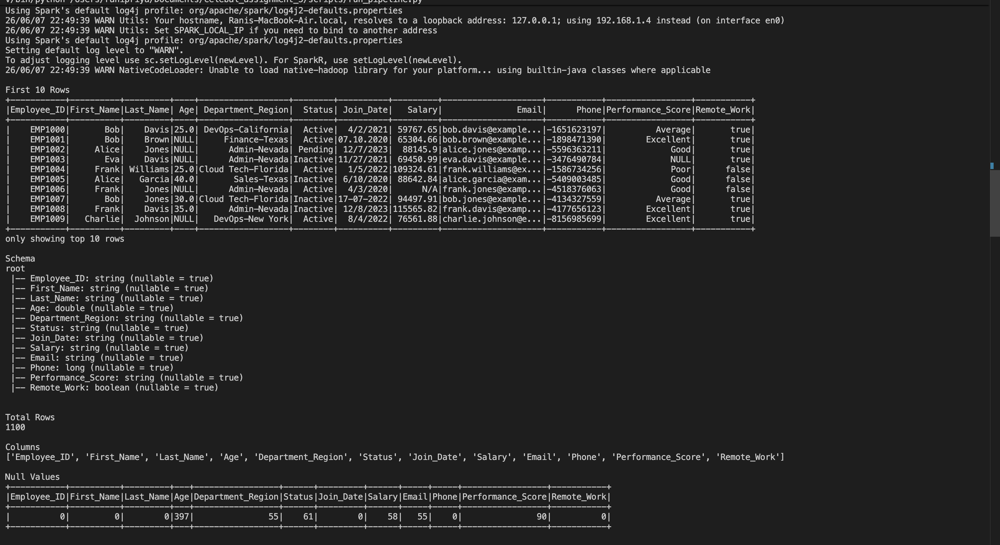 v/bin/python /Users/ranipriya/Documents/celebal_assignment_3/scripts/run_pipeline.py
Using Spark's default log4j profile: org/apache/spark/log4j2-defaults.properties
26/06/07 22:49:39 WARN Utils: Your hostname, Ranis-MacBook-Air.local, resolves to a loopback address: 127.0.0.1; using 192.168.1.4 instead (on interface en0)
26/06/07 22:49:39 WARN Utils: Set SPARK_LOCAL_IP if you need to bind to another address
Using Spark's default log4j profile: org/apache/spark/log4j2-defaults.properties
Setting default log level to "WARN".
To adjust logging level use sc.setLogLevel(newLevel). For SparkR, use setLogLevel(newLevel).
26/06/07 22:49:39 WARN NativeCodeLoader: Unable to load native-hadoop library for your platform... using builtin-java classes where applicable
First 10 Rows
+-----------+----------+---------+----+------------------+--------+----------+---------+--------------------+-----------+-----------------+-----------+
|Employee_ID|First_Name|Last_Name| Age| Department_Region|  Status| Join_Date|   Salary|               Email|      Phone|Performance_Score|Remote_Work|
+-----------+----------+---------+----+------------------+--------+----------+---------+--------------------+-----------+-----------------+-----------+
|    EMP1000|       Bob|    Davis|25.0| DevOps-California|  Active|  4/2/2021| 59767.65|bob.davis@example...|-1651623197|          Average|       true|
|    EMP1001|       Bob|    Brown|NULL|     Finance-Texas|  Active|07.10.2020| 65304.66|bob.brown@example...|-1898471390|        Excellent|       true|
|    EMP1002|     Alice|    Jones|NULL|      Admin-Nevada| Pending| 12/7/2023|  88145.9|alice.jones@examp...|-5596363211|             Good|       true|
|    EMP1003|       Eva|    Davis|NULL|      Admin-Nevada|Inactive|11/27/2021| 69450.99|eva.davis@example...|-3476490784|             NULL|       true|
|    EMP1004|     Frank| Williams|25.0|Cloud Tech-Florida|  Active|  1/5/2022|109324.61|frank.williams@ex...|-1586734256|             Poor|      false|
|    EMP1005|     Alice|   Garcia|40.0|       Sales-Texas|Inactive| 6/10/2020| 88642.84|alice.garcia@exam...|-5409003485|             Good|      false|
|    EMP1006|     Frank|    Jones|NULL|      Admin-Nevada|  Active|  4/3/2020|      N/A|frank.jones@examp...|-4518376063|             Good|      false|
|    EMP1007|       Bob|    Jones|30.0|Cloud Tech-Florida|Inactive|17-07-2022| 94497.91|bob.jones@example...|-4134327559|          Average|       true|
|    EMP1008|     Frank|    Davis|35.0|      Admin-Nevada|Inactive| 12/8/2023|115565.82|frank.davis@examp...|-4177656123|        Excellent|       true|
|    EMP1009|   Charlie|  Johnson|NULL|   DevOps-New York|  Active|  8/4/2022| 76561.88|charlie.johnson@e...|-8156985699|        Excellent|       true|
+-----------+----------+---------+----+------------------+--------+----------+---------+--------------------+-----------+-----------------+-----------+
only showing top 10 rows
Schema
root
 |-- Employee_ID: string (nullable = true)
 |-- First_Name: string (nullable = true)
 |-- Last_Name: string (nullable = true)
 |-- Age: double (nullable = true)
 |-- Department_Region: string (nullable = true)
 |-- Status: string (nullable = true)
 |-- Join_Date: string (nullable = true)
 |-- Salary: string (nullable = true)
 |-- Email: string (nullable = true)
 |-- Phone: long (nullable = true)
 |-- Performance_Score: string (nullable = true)
 |-- Remote_Work: boolean (nullable = true)
Total Rows
1100
Columns
['Employee_ID', 'First_Name', 'Last_Name', 'Age', 'Department_Region', 'Status', 'Join_Date', 'Salary', 'Email', 'Phone', 'Performance_Score', 'Remote_Work']
Null Values
+-----------+----------+---------+---+-----------------+------+---------+------+-----+-----+-----------------+-----------+
|Employee_ID|First_Name|Last_Name|Age|Department_Region|Status|Join_Date|Salary|Email|Phone|Performance_Score|Remote_Work|
+-----------+----------+---------+---+-----------------+------+---------+------+-----+-----+-----------------+-----------+
|          0|         0|        0|397|               55|    61|        0|    58|   55|    0|               90|          0|
+-----------+----------+---------+---+-----------------+------+---------+------+-----+-----+-----------------+-----------+